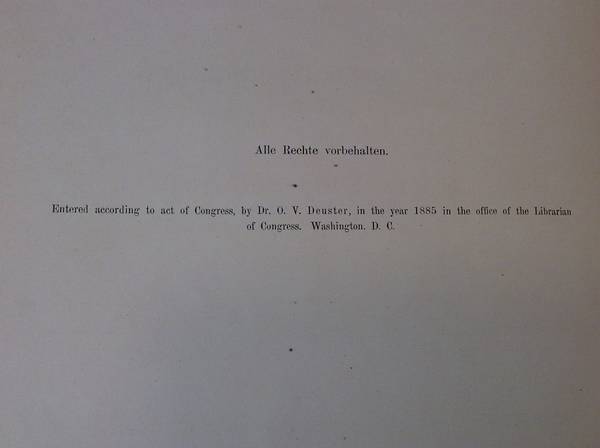 Alle Rechte vorbehalten.
Entered according to act of Congress, by Dr. O. V. Deuster, in the year 1885 in the office of the Librarian
of Congress. Washington. D. C.